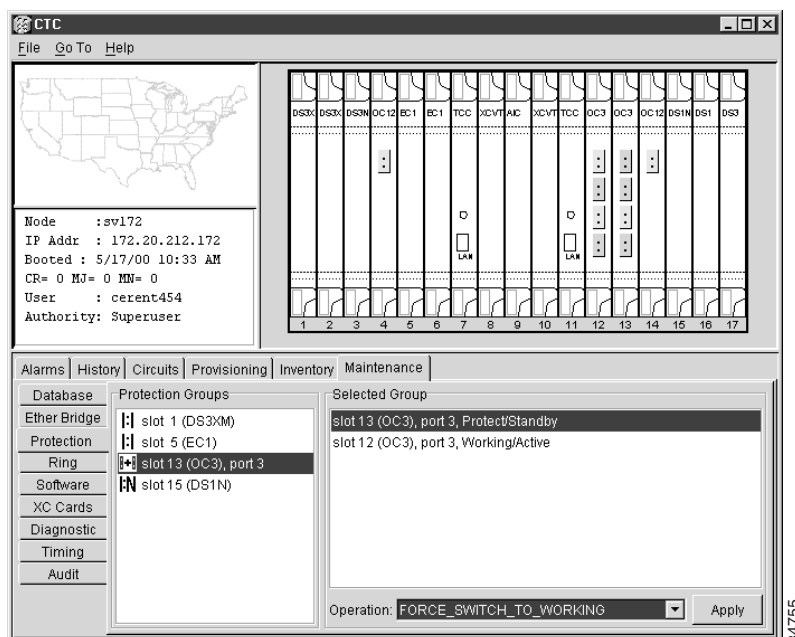 CTC
File Go To Help
DS3X DS3X DS3N OC12 EC1 EC1 TCC XCVT AIC XCVT TCC OC3 OC3 OC12 DS1N DS1 DS3
LAN LAN
1 2 3 4 5 6 7 8 9 10 11 12 13 14 15 16 17
Node :sv172
IP Addr : 172.20.212.172
Booted : 5/17/00 10:33 AM
CR= 0 MJ= 0 MN= 0
User : cerent454
Authority: Superuser
Alarms History Circuits Provisioning Inventory Maintenance
Database
Ether Bridge
Protection
Ring
Software
XC Cards
Diagnostic
Timing
Audit
Protection Groups
slot 1 (DS3XM)
slot 5 (EC1)
slot 13 (OC3), port 3
slot 15 (DS1N)
Selected Group
slot 13 (OC3), port 3, Protect/Standby
slot 12 (OC3), port 3, Working/Active
Operation: FORCE_SWITCH_TO_WORKING Apply